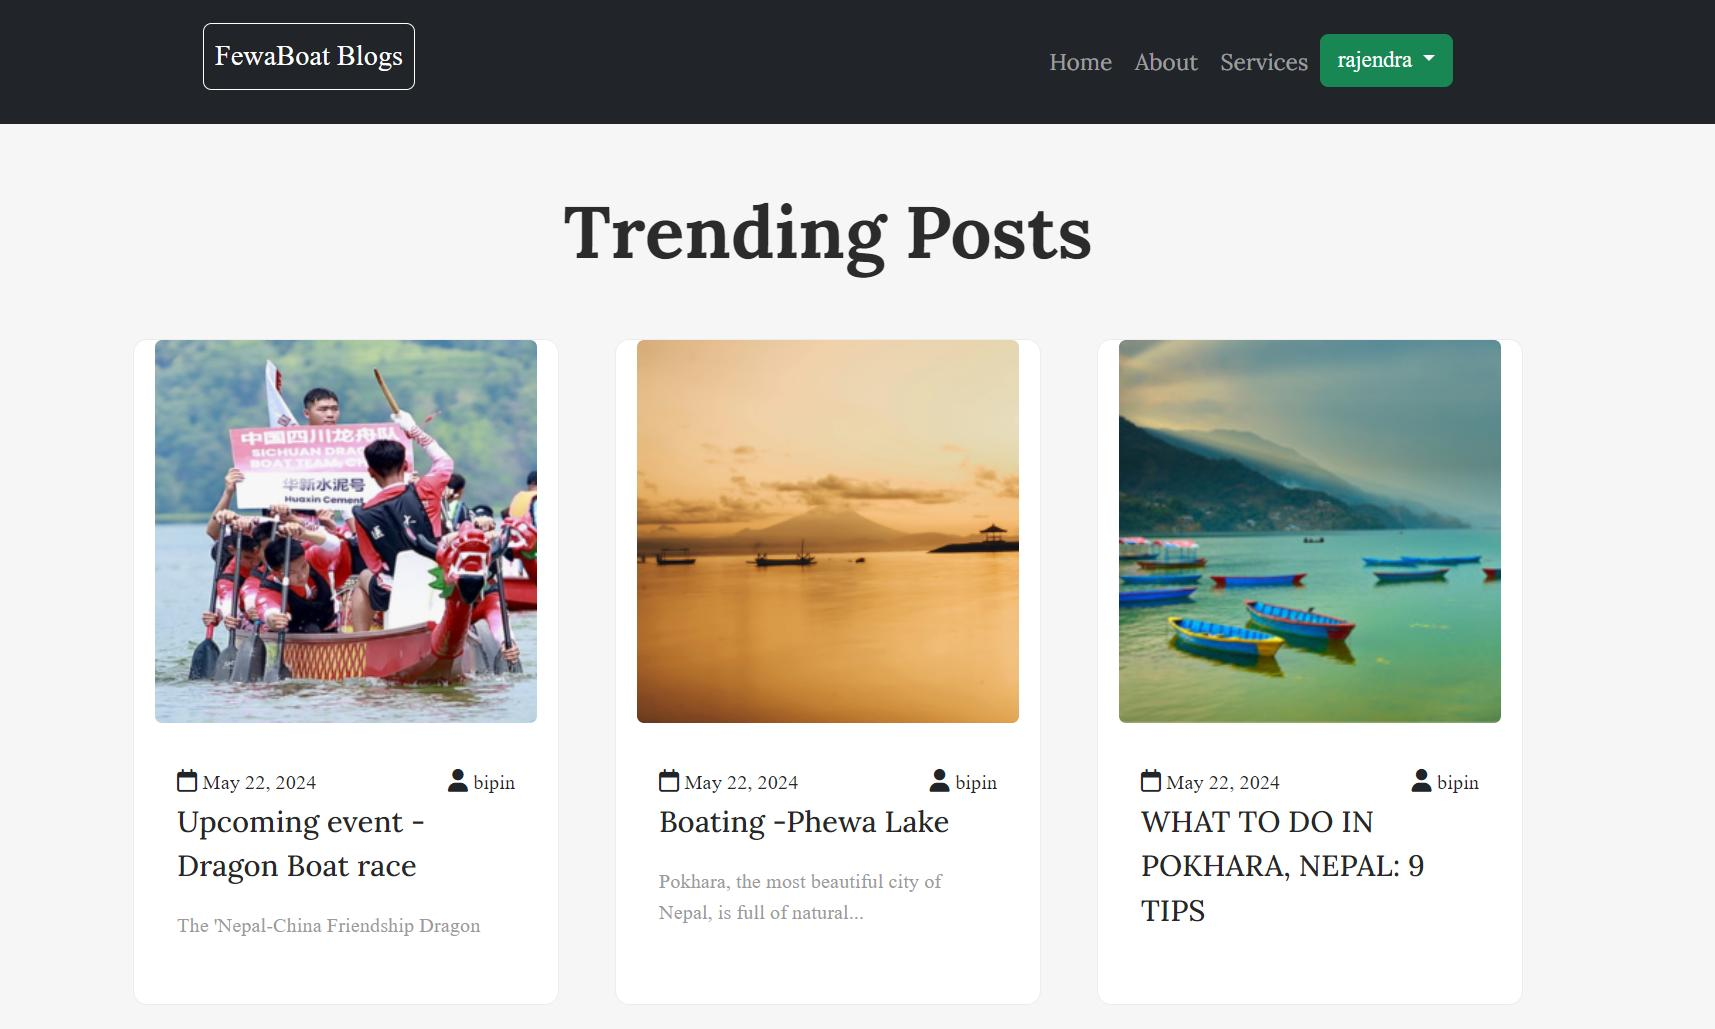 FewaBoat Blogs
Home About Services rajendra
Trending Posts
中国四川龙舟队
SICHUAN DRAG
BOAT TEAM, CH
华新水泥号
Huaxin Cement
May 22, 2024 bipin
Upcoming event -
Dragon Boat race
The 'Nepal-China Friendship Dragon
May 22, 2024 bipin
Boating -Phewa Lake
Pokhara, the most beautiful city of
Nepal, is full of natural...
May 22, 2024 bipin
WHAT TO DO IN
POKHARA, NEPAL: 9
TIPS